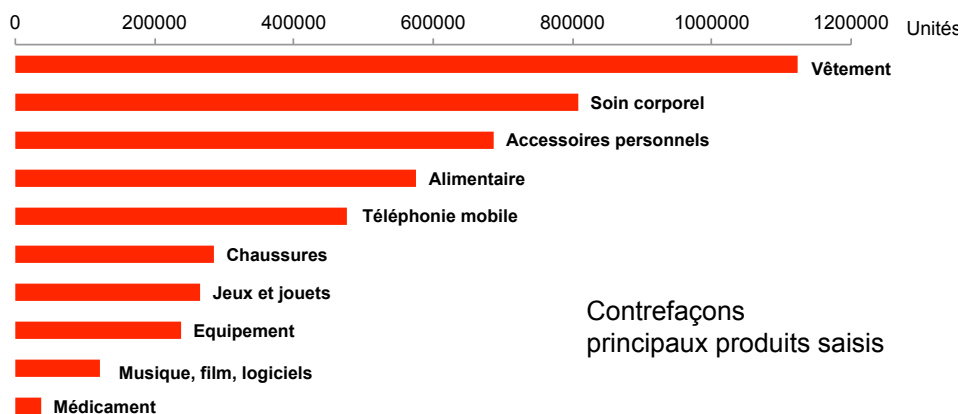 0 200000 400000 600000 800000 1000000 1200000 Unités
Vêtement
Soin corporel
Accessoires personnels
Alimentaire
Téléphonie mobile
Chaussures
Jeux et jouets
Equipement
Musique, film, logiciels
Médicament
Contrefaçons
principaux produits saisis